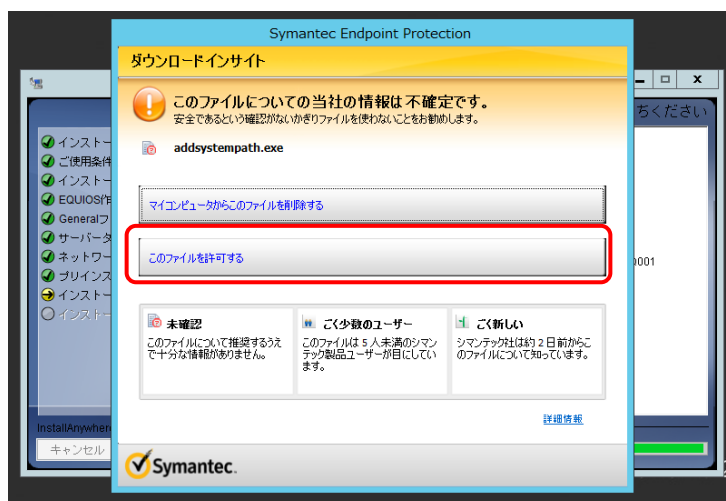 Symantec Endpoint Protection
ダウンロードインサイト
このファイルについての当社の情報は不確定です。
安全であるという確認がないかぎりファイルを使わないことをお勧めします。
addsystempath.exe
マイコンピュータからこのファイルを削除する
このファイルを許可する
未確認
このファイルについて推奨するうえ
で十分な情報がありません。
ごく少数のユーザー
このファイルは 5 人未満のシマン
テック製品ユーザーが目にしてい
ます。
ごく新しい
シマンテック社は約 2 日前からこ
のファイルについて知っています。
詳細情報
Symantec.
ちください
インストー
ご使用条件
インストー
EQUIOS作
Generalフ
サーバータ
ネットワー
プリインス
インストー
インストー
0001
InstallAnywher
キャンセル